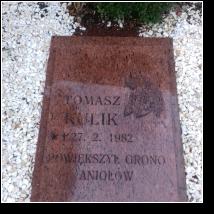 TOMASZ
KULIK
*†27. 2. 1982
POWIĘKSZYŁ GRONO
ANIOŁÓW